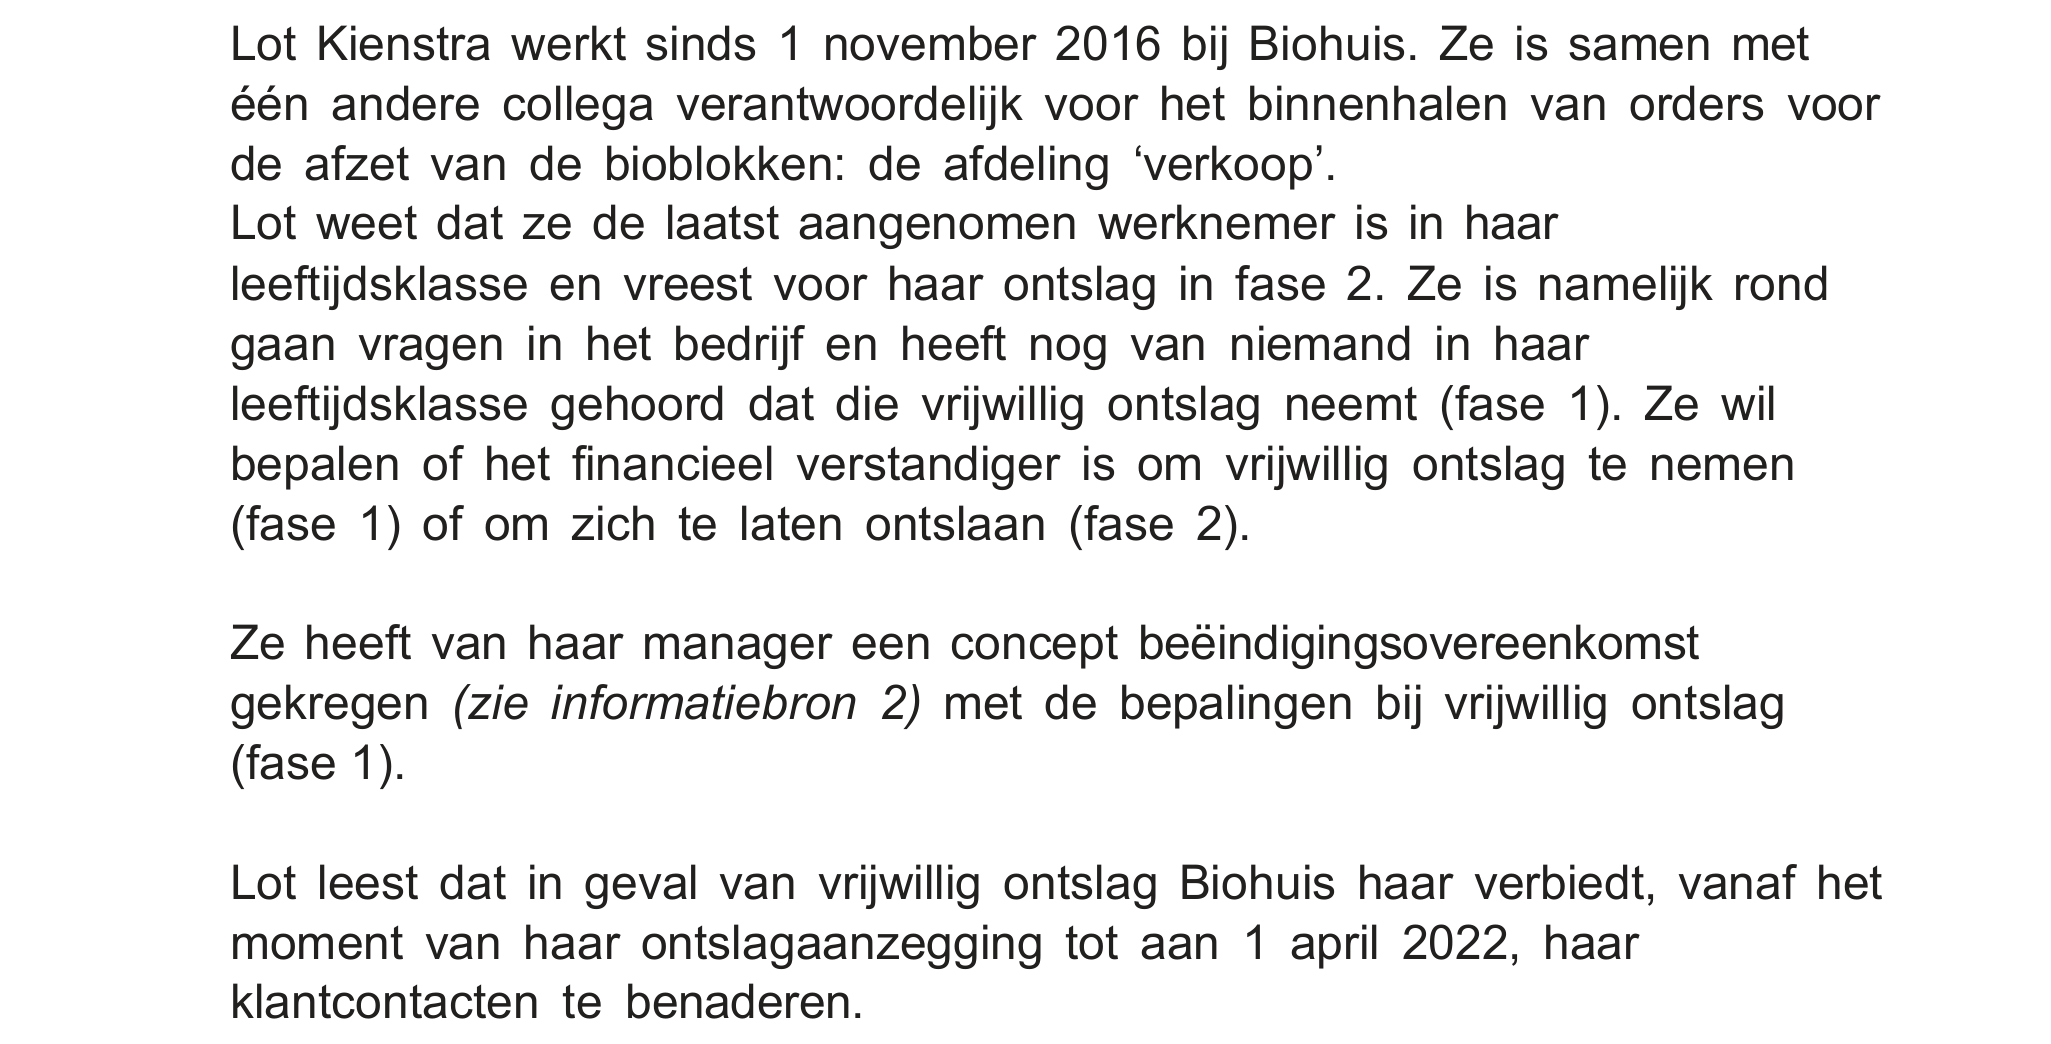 Lot Kienstra werkt sinds 1 november 2016 bij Biohuis. Ze is samen met
één andere collega verantwoordelijk voor het binnenhalen van orders voor
de afzet van de bioblokken: de afdeling ‘verkoop’.
Lot weet dat ze de laatst aangenomen werknemer is in haar
leeftijdsklasse en vreest voor haar ontslag in fase 2. Ze is namelijk rond
gaan vragen in het bedrijf en heeft nog van niemand in haar
leeftijdsklasse gehoord dat die vrijwillig ontslag neemt (fase 1). Ze wil
bepalen of het financieel verstandiger is om vrijwillig ontslag te nemen
(fase 1) of om zich te laten ontslaan (fase 2).
Ze heeft van haar manager een concept beëindigingsovereenkomst
gekregen (zie informatiebron 2) met de bepalingen bij vrijwillig ontslag
(fase 1).
Lot leest dat in geval van vrijwillig ontslag Biohuis haar verbiedt, vanaf het
moment van haar ontslagaanzegging tot aan 1 april 2022, haar
klantcontacten te benaderen.